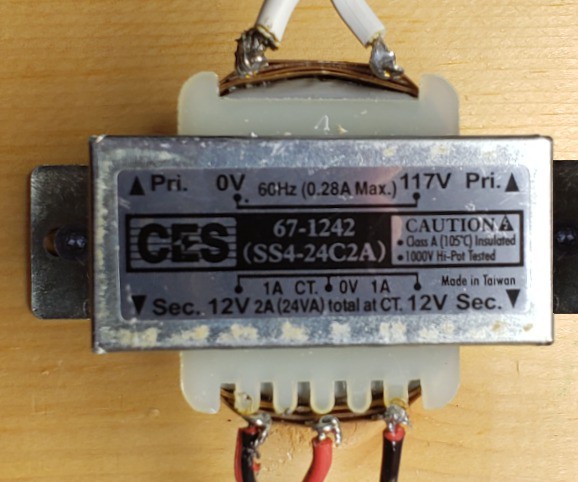 ▲ Pri. 0V 60Hz (0.28A Max.) 117V Pri. ▲
CES
67-1242
(SS4-24C2A)
CAUTION ⚠
• Class A (105°C) Insulated
• 1000V Hi-Pot Tested
Made in Taiwan
1A CT. 0V 1A
▼ Sec. 12V 2A (24VA) total at CT. 12V Sec. ▼